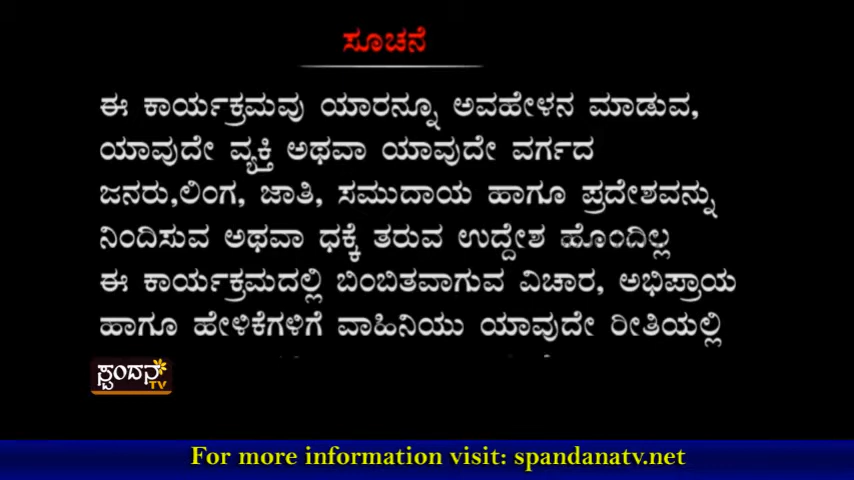 ಸೂಚನೆ
ಈ ಕಾರ್ಯಕ್ರಮವು ಯಾರನ್ನೂ ಅವಹೇಳನ ಮಾಡುವ,
ಯಾವುದೇ ವ್ಯಕ್ತಿ ಅಥವಾ ಯಾವುದೇ ವರ್ಗದ
ಜನರು,ಲಿಂಗ, ಜಾತಿ, ಸಮುದಾಯ ಹಾಗೂ ಪ್ರದೇಶವನ್ನು
ನಿಂದಿಸುವ ಅಥವಾ ಧಕ್ಕೆ ತರುವ ಉದ್ದೇಶ ಹೊಂದಿಲ್ಲ
ಈ ಕಾರ್ಯಕ್ರಮದಲ್ಲಿ ಬಿಂಬಿತವಾಗುವ ವಿಚಾರ, ಅಭಿಪ್ರಾಯ
ಹಾಗೂ ಹೇಳಿಕೆಗಳಿಗೆ ವಾಹಿನಿಯು ಯಾವುದೇ ರೀತಿಯಲ್ಲಿ
ಸ್ಪಂದನ
TV
For more information visit: spandanatv.net